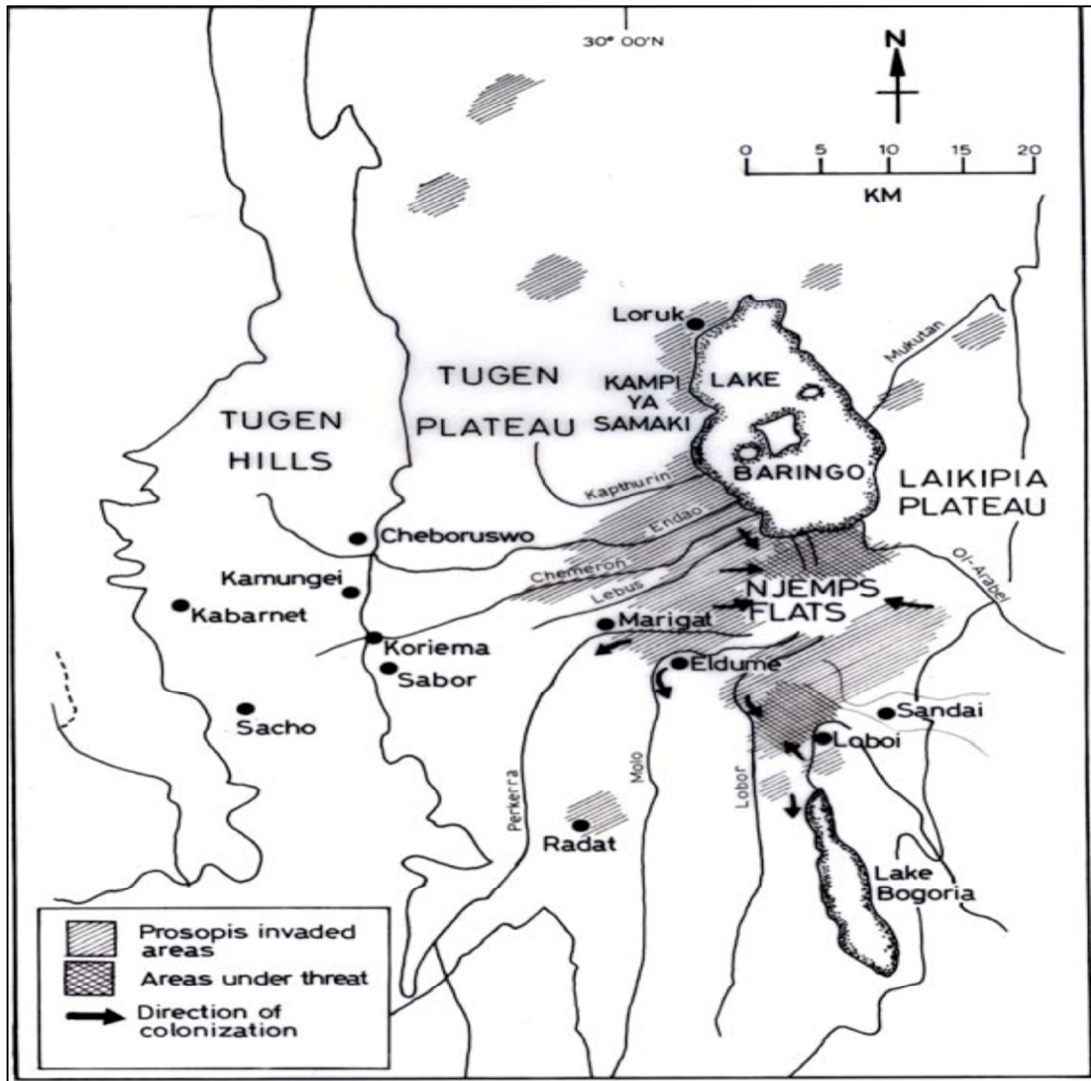 30° 00'N
N
0 5 10 15 20
KM
Loruk
Mukutan
TUGEN
PLATEAU
KAMPI
YA
SAMAKI
LAKE
BARINGO
TUGEN
HILLS
LAIKIPIA
PLATEAU
Kapthurin
Endao
Cheboruswo
Chemeron
Ol-Arabel
Kamungei
Lebus
NJEMPS
FLATS
Kabarnet
Marigat
Koriema
Eldume
Sabor
Sacho
Sandai
Loboi
Perkerra
Molo
Lobor
Radat
Lake
Bogoria
Prosopis invaded
areas
Areas under threat
Direction of
colonization